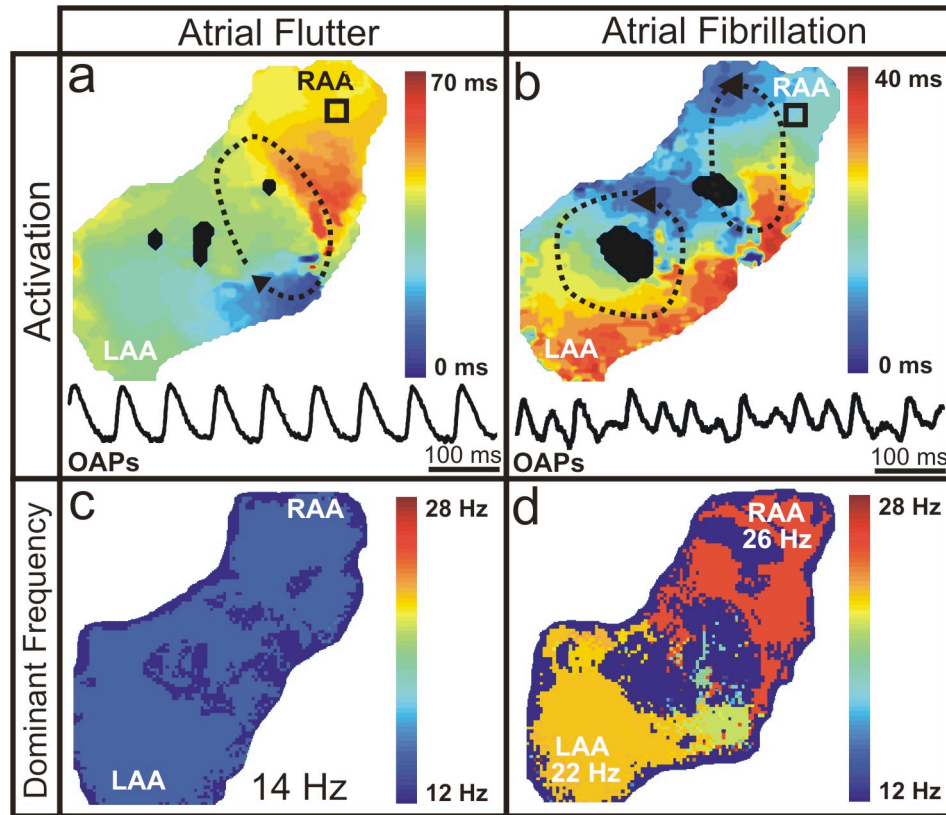 Atrial Flutter
Atrial Fibrillation
Activation
a
RAA
70 ms
LAA
0 ms
OAPs
100 ms
b
RAA
40 ms
LAA
0 ms
OAPs
100 ms
Dominant Frequency
c
RAA
28 Hz
LAA
14 Hz
12 Hz
d
RAA
26 Hz
28 Hz
LAA
22 Hz
12 Hz